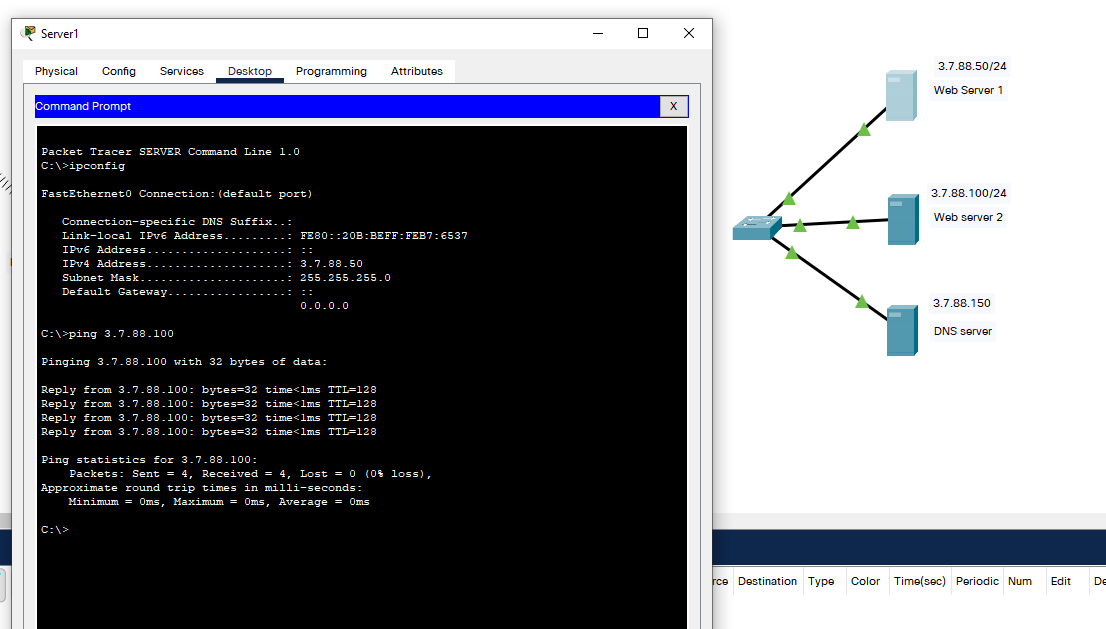 Server1
Physical Config Services Desktop Programming Attributes
Command Prompt X
Packet Tracer SERVER Command Line 1.0
C:\>ipconfig
FastEthernet0 Connection:(default port)
Connection-specific DNS Suffix..:
Link-local IPv6 Address.........: FE80::20B:BEFF:FEB7:6537
IPv6 Address....................: ::
IPv4 Address....................: 3.7.88.50
Subnet Mask.....................: 255.255.255.0
Default Gateway.................: ::
0.0.0.0
C:\>ping 3.7.88.100
Pinging 3.7.88.100 with 32 bytes of data:
Reply from 3.7.88.100: bytes=32 time<1ms TTL=128
Reply from 3.7.88.100: bytes=32 time<1ms TTL=128
Reply from 3.7.88.100: bytes=32 time<1ms TTL=128
Reply from 3.7.88.100: bytes=32 time<1ms TTL=128
Ping statistics for 3.7.88.100:
Packets: Sent = 4, Received = 4, Lost = 0 (0% loss),
Approximate round trip times in milli-seconds:
Minimum = 0ms, Maximum = 0ms, Average = 0ms
C:\>
3.7.88.50/24
Web Server 1
3.7.88.100/24
Web server 2
3.7.88.150
DNS server
Destination Type Color Time(sec) Periodic Num Edit